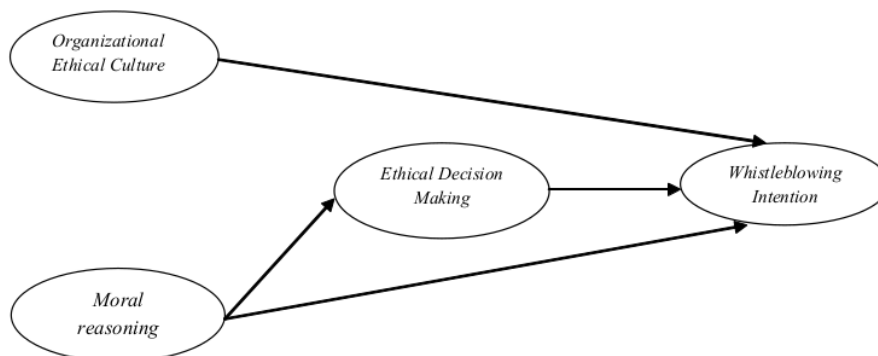 Organizational
Ethical Culture
Ethical Decision
Making
Whistleblowing
Intention
Moral
reasoning